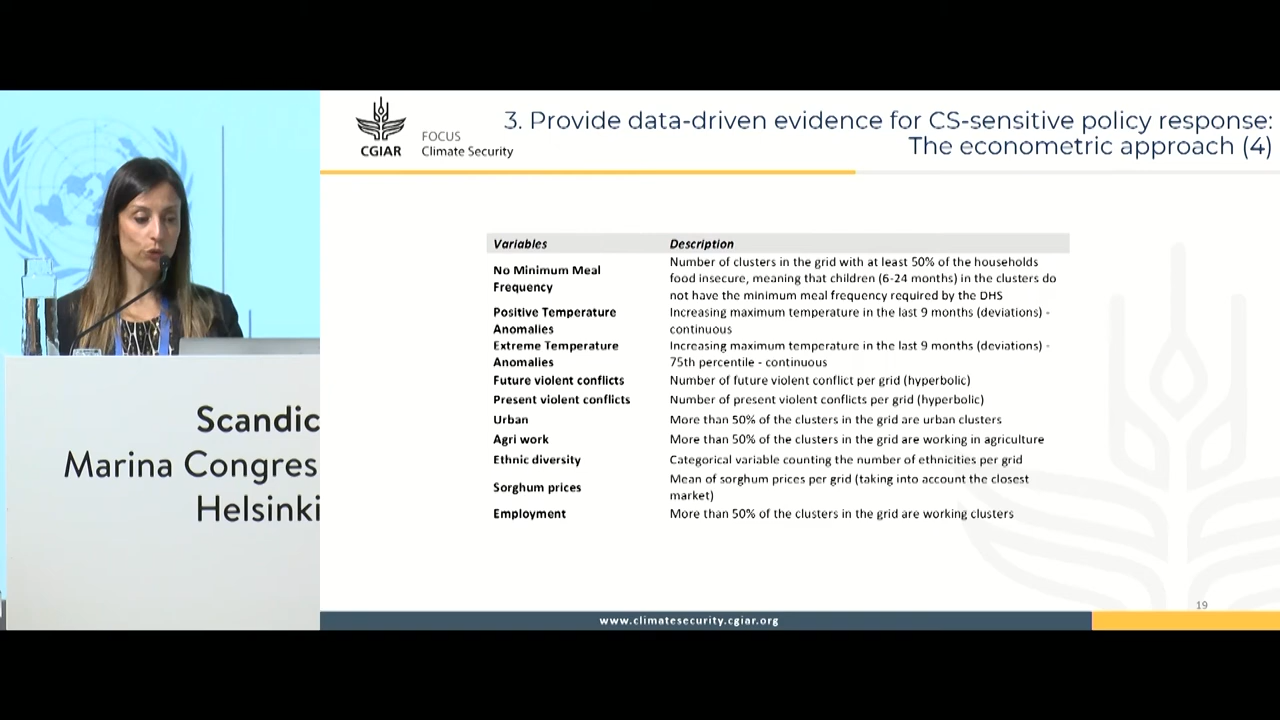 CGIAR
FOCUS
Climate Security
3. Provide data-driven evidence for CS-sensitive policy response:
The econometric approach (4)
Variables Description
No Minimum Meal Frequency
Number of clusters in the grid with at least 50% of the households
food insecure, meaning that children (6-24 months) in the clusters do
not have the minimum meal frequency required by the DHS
Positive Temperature Anomalies
Increasing maximum temperature in the last 9 months (deviations) -
continuous
Extreme Temperature Anomalies
Increasing maximum temperature in the last 9 months (deviations) -
75th percentile - continuous
Future violent conflicts Number of future violent conflict per grid (hyperbolic)
Present violent conflicts Number of present violent conflicts per grid (hyperbolic)
Urban More than 50% of the clusters in the grid are urban clusters
Agri work More than 50% of the clusters in the grid are working in agriculture
Ethnic diversity Categorical variable counting the number of ethnicities per grid
Sorghum prices
Mean of sorghum prices per grid (taking into account the closest
market)
Employment More than 50% of the clusters in the grid are working clusters
19
www.climatesecurity.cgiar.org
Scandic
Marina Congres
Helsinki